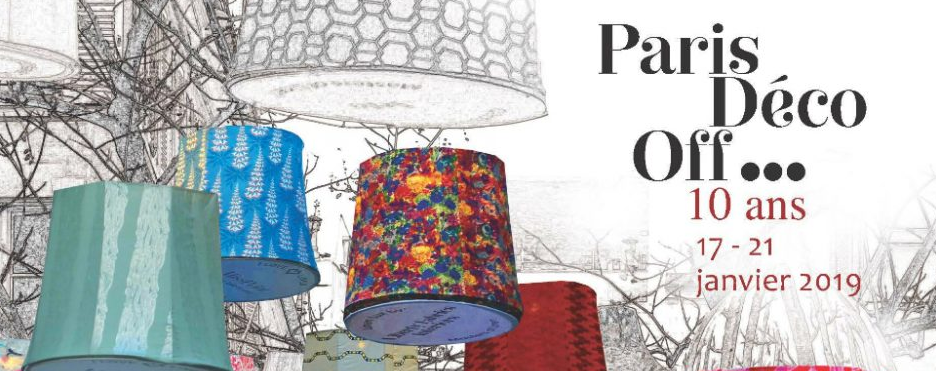 Paris
Déco
Off...
10 ans
17 - 21
janvier 2019